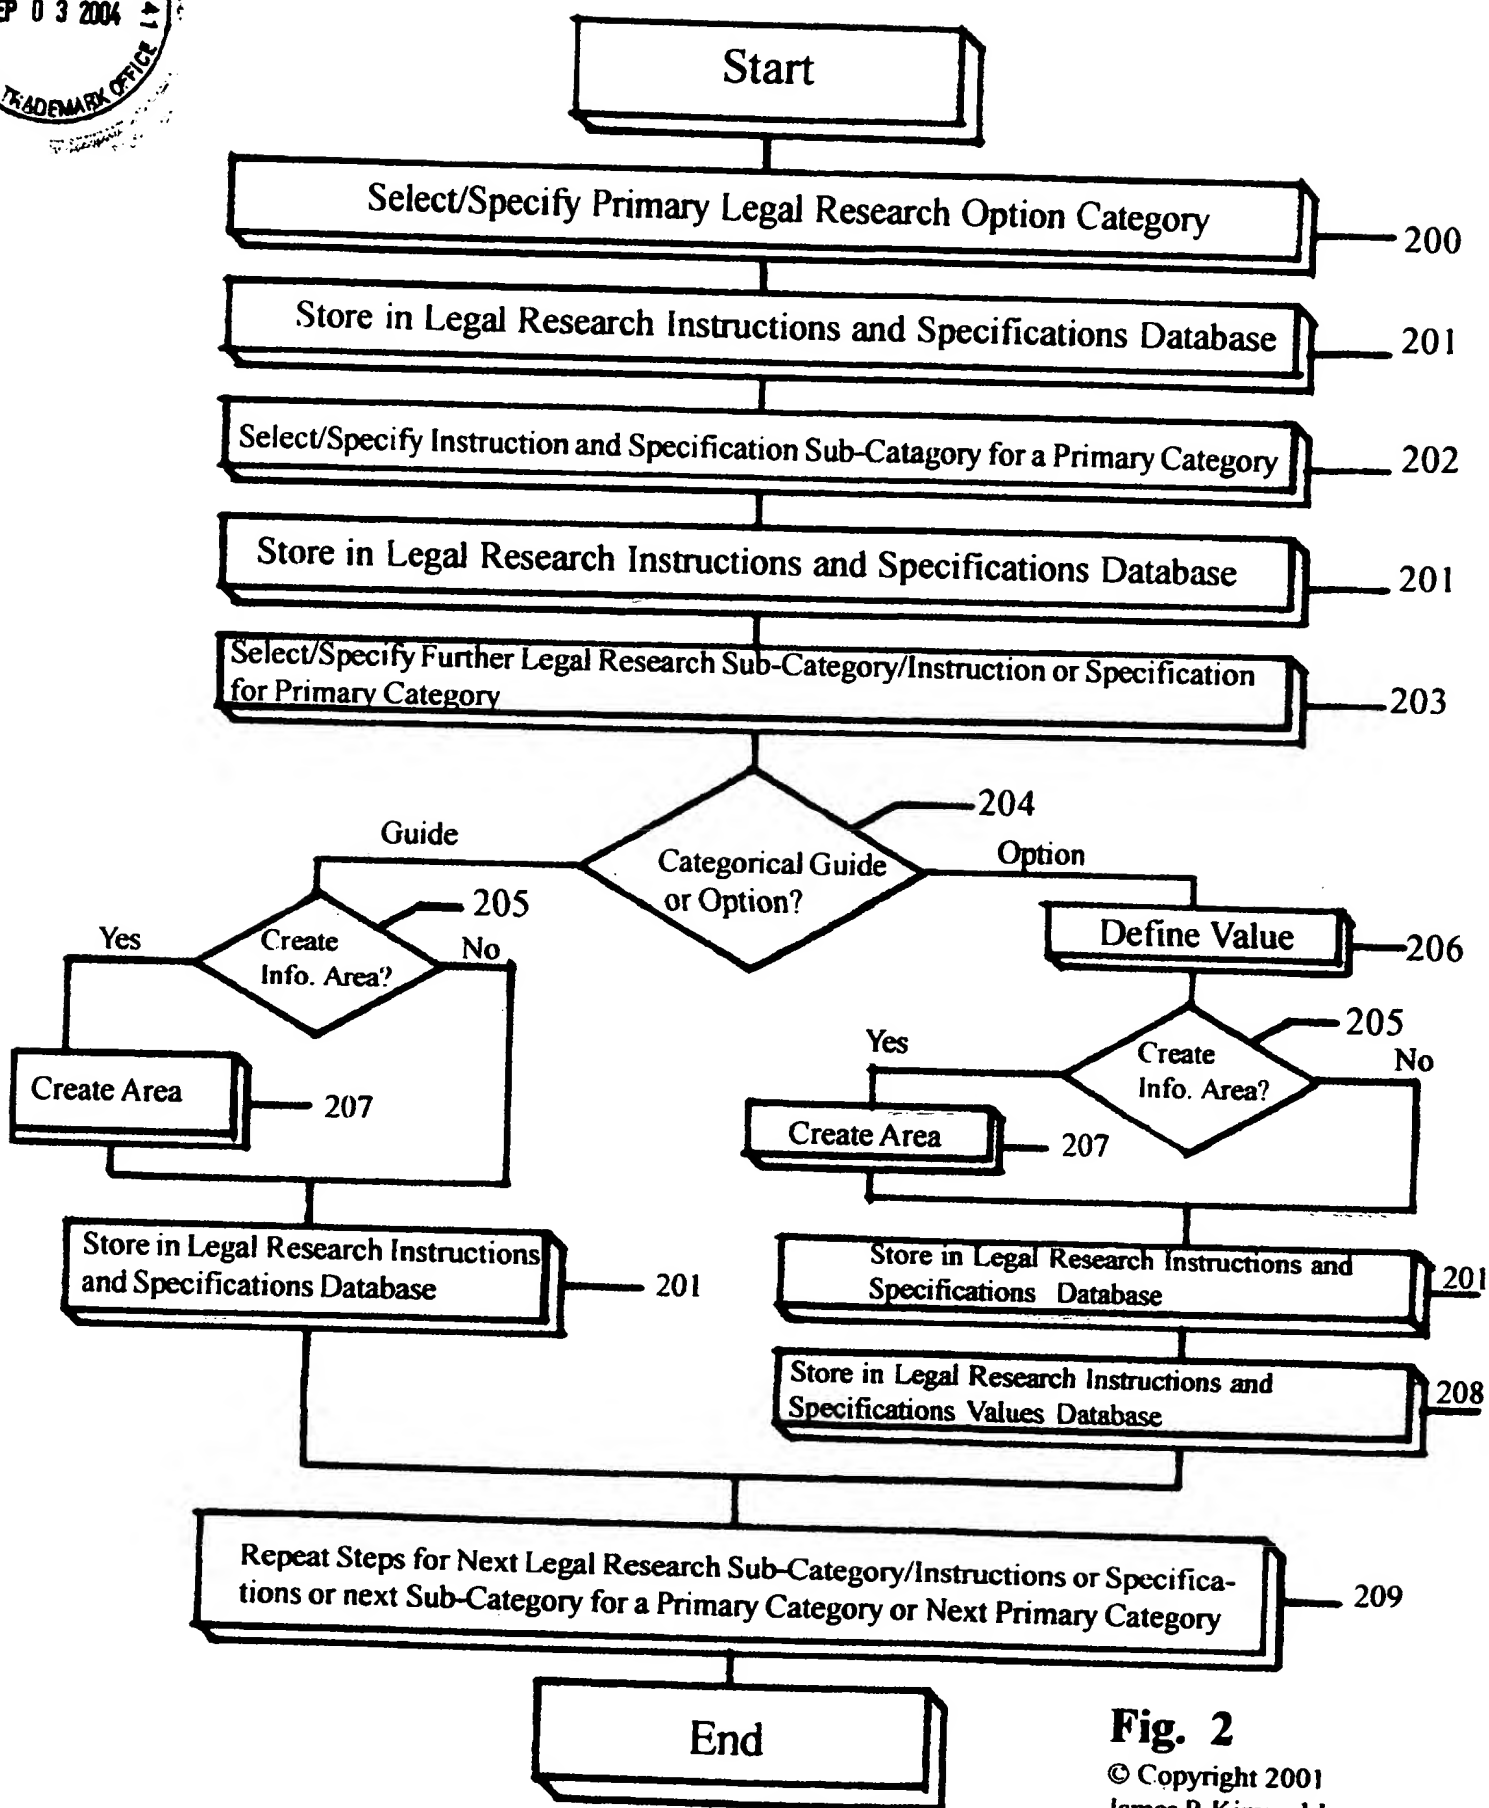 0 3 2004
41
TRADEMARK OFFICE
Start
Select/Specify Primary Legal Research Option Category
200
Store in Legal Research Instructions and Specifications Database
201
Select/Specify Instruction and Specification Sub-Catagory for a Primary Category
202
Store in Legal Research Instructions and Specifications Database
201
Select/Specify Further Legal Research Sub-Category/Instruction or Specification
for Primary Category
203
204
Guide
Categorical Guide
or Option?
Option
205
Yes
Create
Info. Area?
No
Define Value
206
205
Yes
Create
Info. Area?
No
Create Area
207
Create Area
207
Store in Legal Research Instructions
and Specifications Database
201
Store in Legal Research Instructions and
Specifications Database
201
Store in Legal Research Instructions and
Specifications Values Database
208
Repeat Steps for Next Legal Research Sub-Category/Instructions or Specifica-
tions or next Sub-Category for a Primary Category or Next Primary Category
209
End
Fig. 2
© Copyright 2001